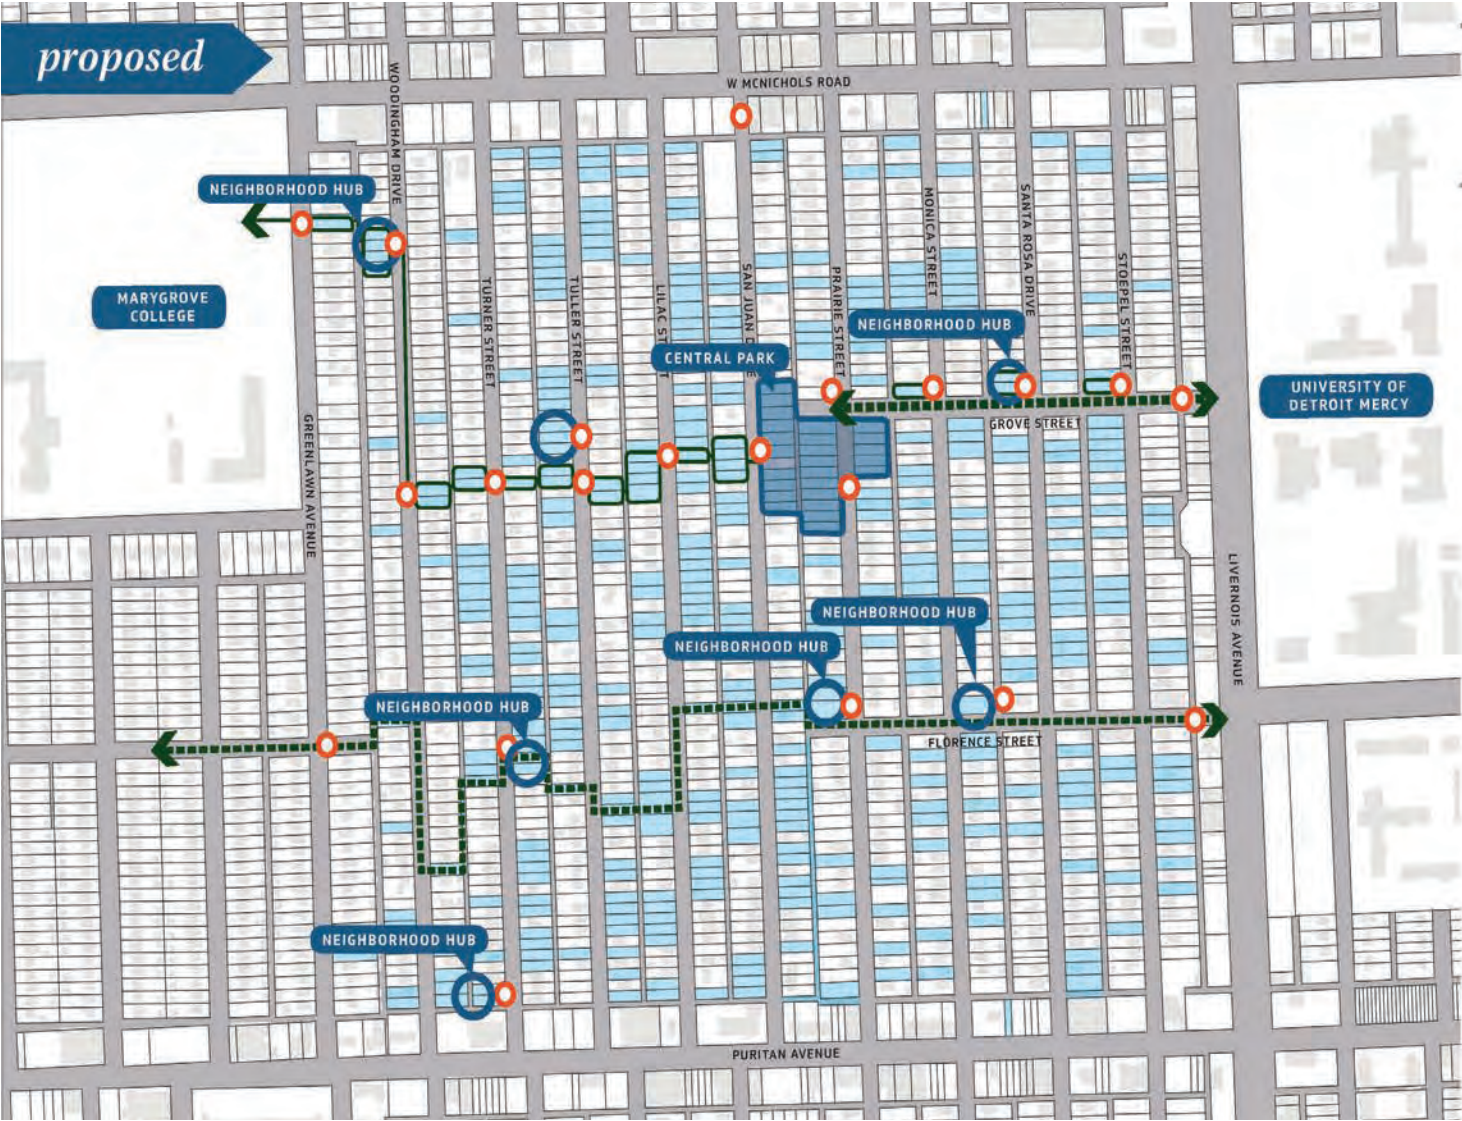 proposed
W MCNICHOLS ROAD
WOODINGHAM DRIVE
NEIGHBORHOOD HUB
MONICA STREET
SANTA ROSA DRIVE
STOEPEL STREET
TURNER STREET
TULLER STREET
LILAC ST
SAN JUAN D
PRAIRIE STREET
MARYGROVE
COLLEGE
NEIGHBORHOOD HUB
CENTRAL PARK
UNIVERSITY OF
DETROIT MERCY
GREENLAWN AVENUE
GROVE STREET
LIVERNOIS AVENUE
NEIGHBORHOOD HUB
NEIGHBORHOOD HUB
NEIGHBORHOOD HUB
FLORENCE STREET
NEIGHBORHOOD HUB
PURITAN AVENUE